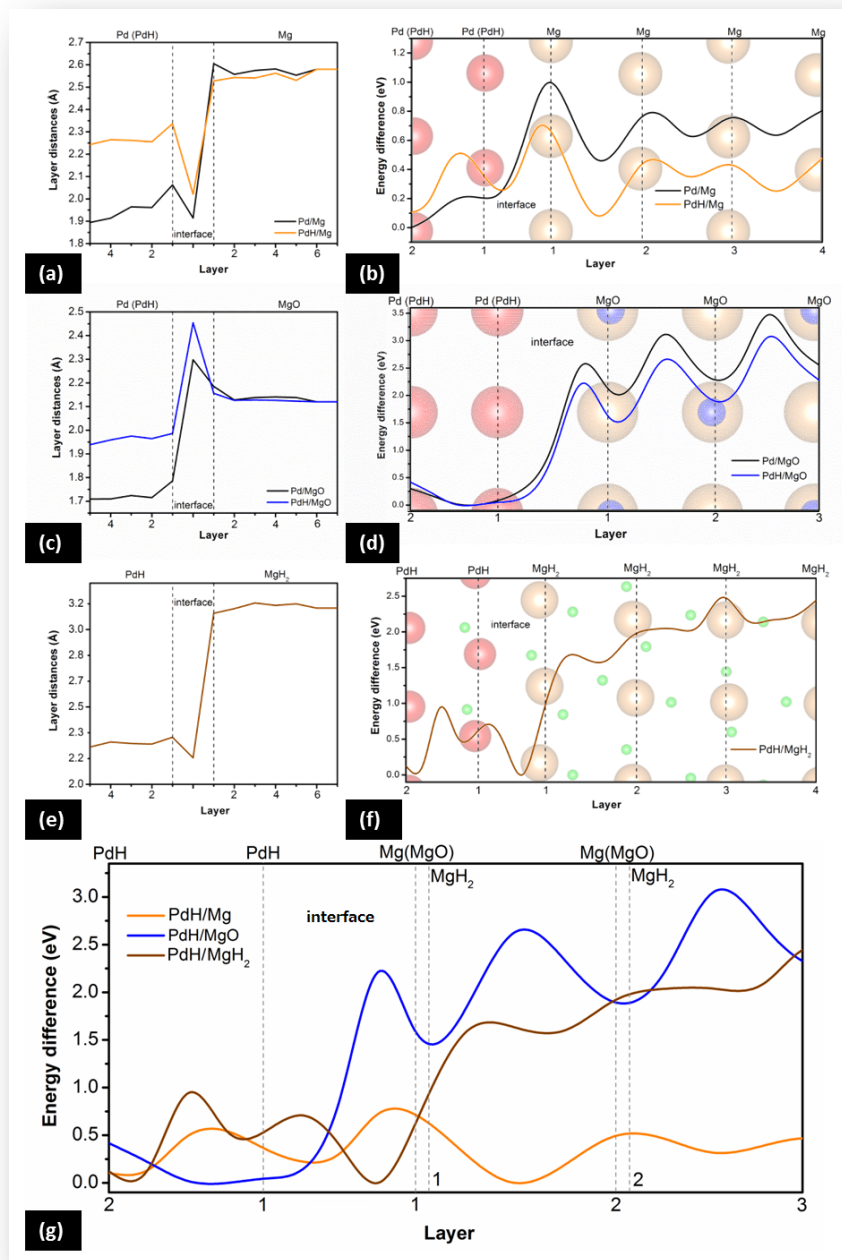 Pd (PdH) Mg
2.7
2.6
2.5
2.4
2.3
2.2
2.1
2.0
1.9
1.8
Layer distances (Å)
interface
Pd/Mg
PdH/Mg
4 2 2 4 6
Layer
(a)
Pd (PdH) Pd (PdH) Mg Mg Mg Mg
1.2
1.0
0.8
0.6
0.4
0.2
0.0
Energy difference (eV)
interface
Pd/Mg
PdH/Mg
2 1 1 2 3 4
Layer
(b)
Pd (PdH) MgO
2.5
2.4
2.3
2.2
2.1
2.0
1.9
1.8
1.7
Layer distances (Å)
interface
Pd/MgO
PdH/MgO
4 2 2 4 6
Layer
(c)
Pd (PdH) Pd (PdH) MgO MgO MgO
3.5
3.0
2.5
2.0
1.5
1.0
0.5
0.0
Energy difference (eV)
interface
Pd/MgO
PdH/MgO
2 1 1 2 3
Layer
(d)
PdH MgH₂
3.2
3.0
2.3
2.0
Layer distances (Å)
interface
4 2 2 4 6
Layer
(e)
PdH PdH MgH₂ MgH₂ MgH₂ MgH₂
2.5
2.0
1.5
1.0
0.5
0.0
Energy difference (eV)
interface
PdH/MgH₂
2 1 1 2 3 4
Layer
(f)
PdH PdH Mg(MgO) Mg(MgO)
MgH₂ MgH₂
3.0
2.5
2.0
1.5
1.0
0.5
0.0
Energy difference (eV)
PdH/Mg
PdH/MgO
PdH/MgH₂
interface
1 2
2 1 1 2 3
Layer
(g)